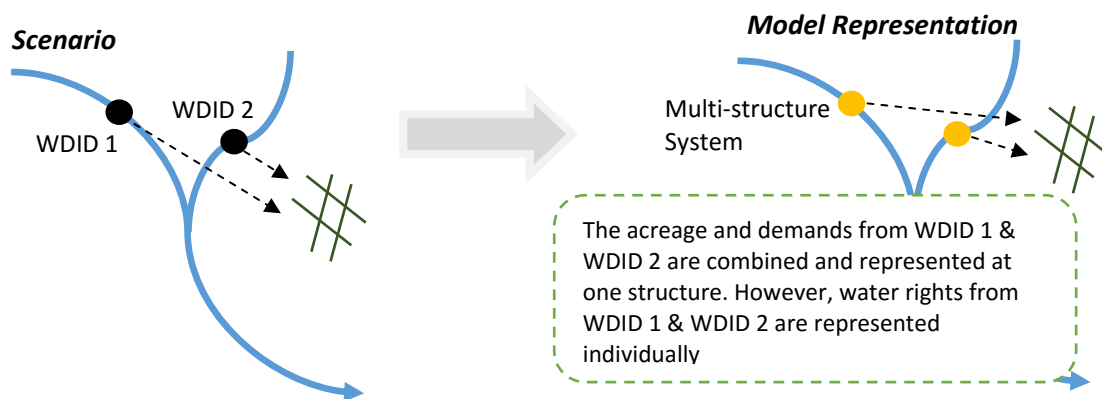 Scenario
WDID 1
WDID 2
Model Representation
Multi-structure
System
The acreage and demands from WDID 1 &
WDID 2 are combined and represented at
one structure. However, water rights from
WDID 1 & WDID 2 are represented
individually